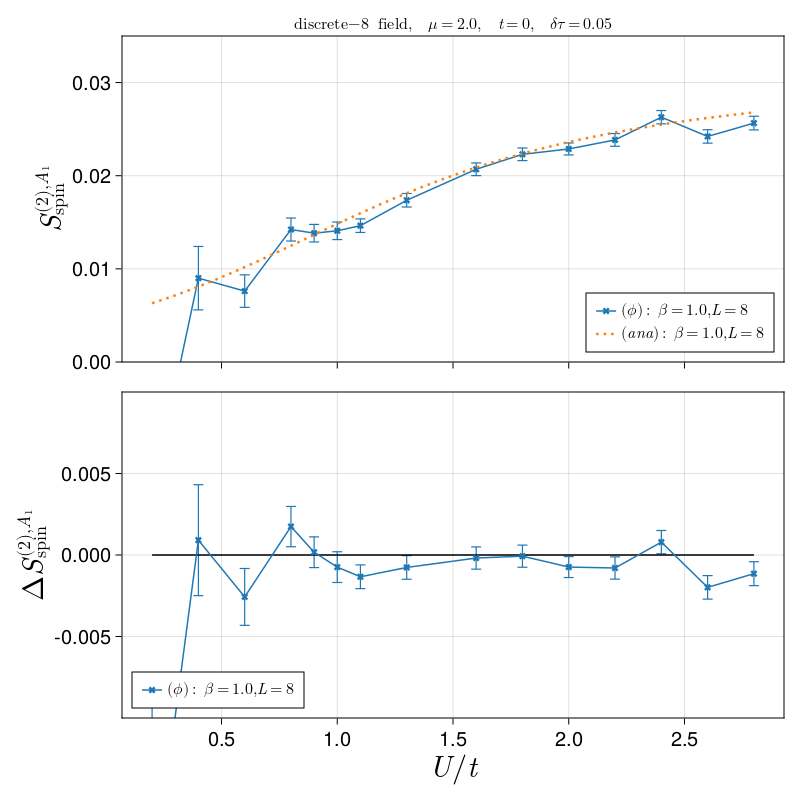 discrete−8 field, μ = 2.0, t = 0, δτ = 0.05
0.03
0.02
0.01
0.00
S_spin^(2),A₁
(ϕ) : β = 1.0,L = 8
(ana) : β = 1.0,L = 8
0.005
0.000
-0.005
ΔS_spin^(2),A₁
(ϕ) : β = 1.0,L = 8
0.5 1.0 1.5 2.0 2.5
U/t